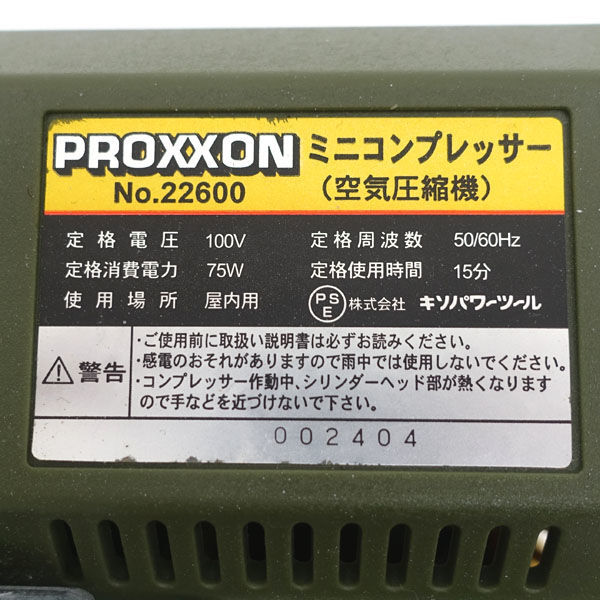 PROXXON ミニコンプレッサー
No.22600 （空気圧縮機）
定格電圧 100V 定格周波数 50/60Hz
定格消費電力 75W 定格使用時間 15分
使用場所 屋内用 PSE 株式会社 キソパワーツール
警告
・ご使用前に取扱い説明書は必ずお読みください。
・感電のおそれがありますので雨中では使用しないでください。
・コンプレッサー作動中、シリンダーヘッド部が熱くなります
ので手などを近づけないで下さい。
002404